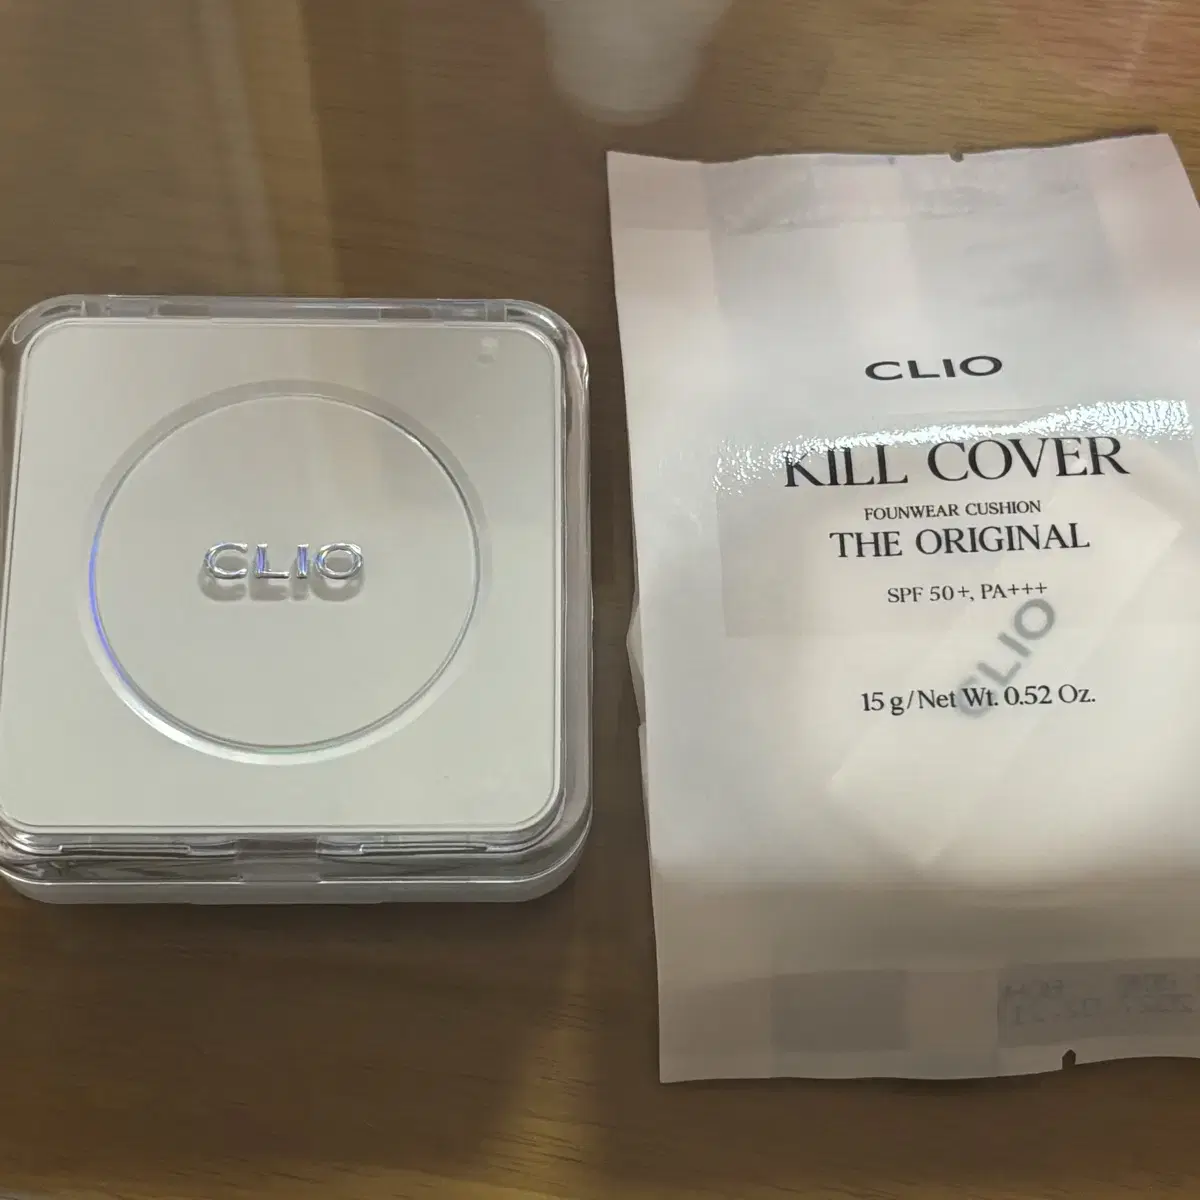 CLIO
CLIO
KILL COVER
FOUNWEAR CUSHION
THE ORIGINAL
SPF 50+, PA+++
CLIO
15 g/Net Wt. 0.52 Oz.